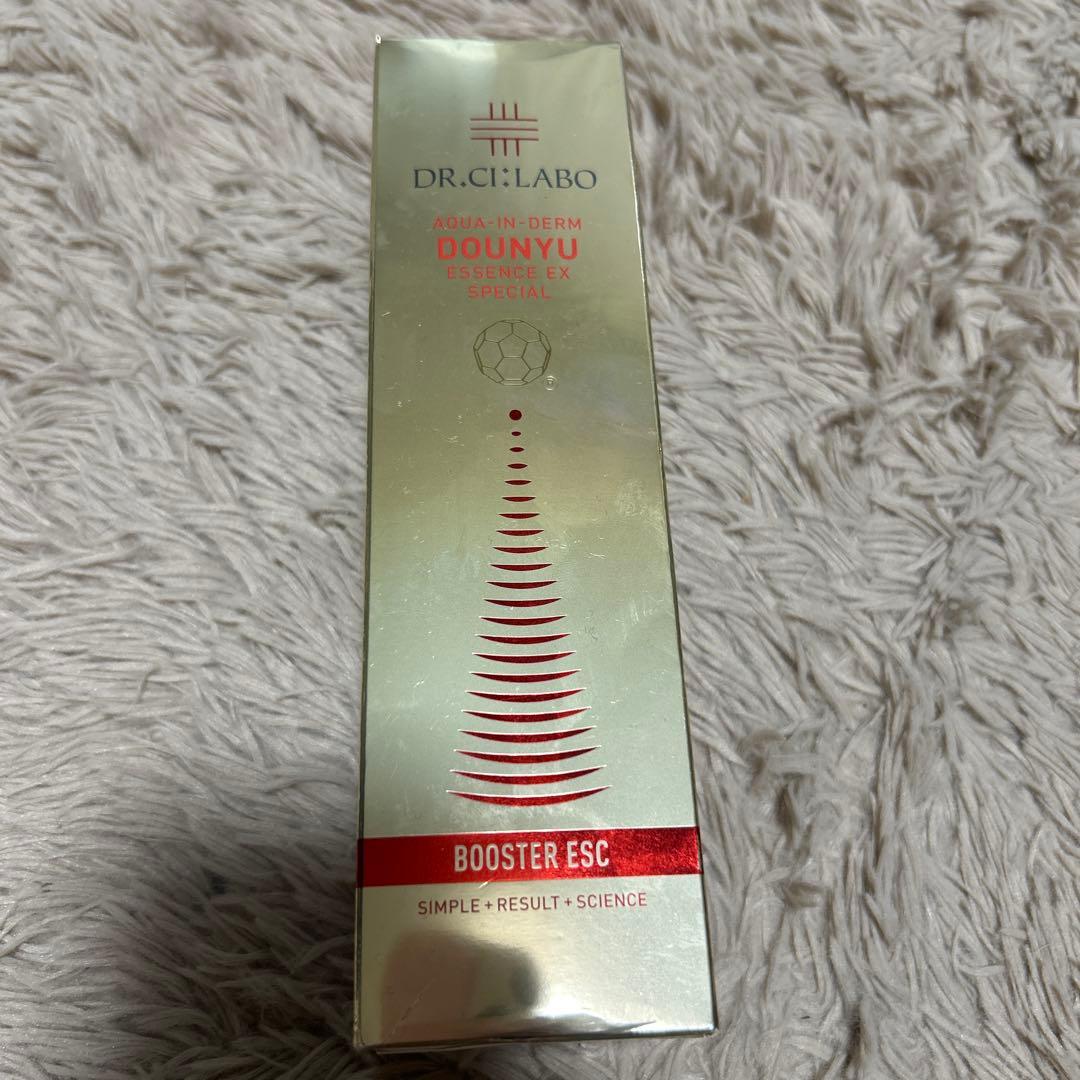 DR.CI:LABO
AQUA-IN-DERM
DOUNYU
ESSENCE EX
SPECIAL
BOOSTER ESC
SIMPLE+RESULT+SCIENCE